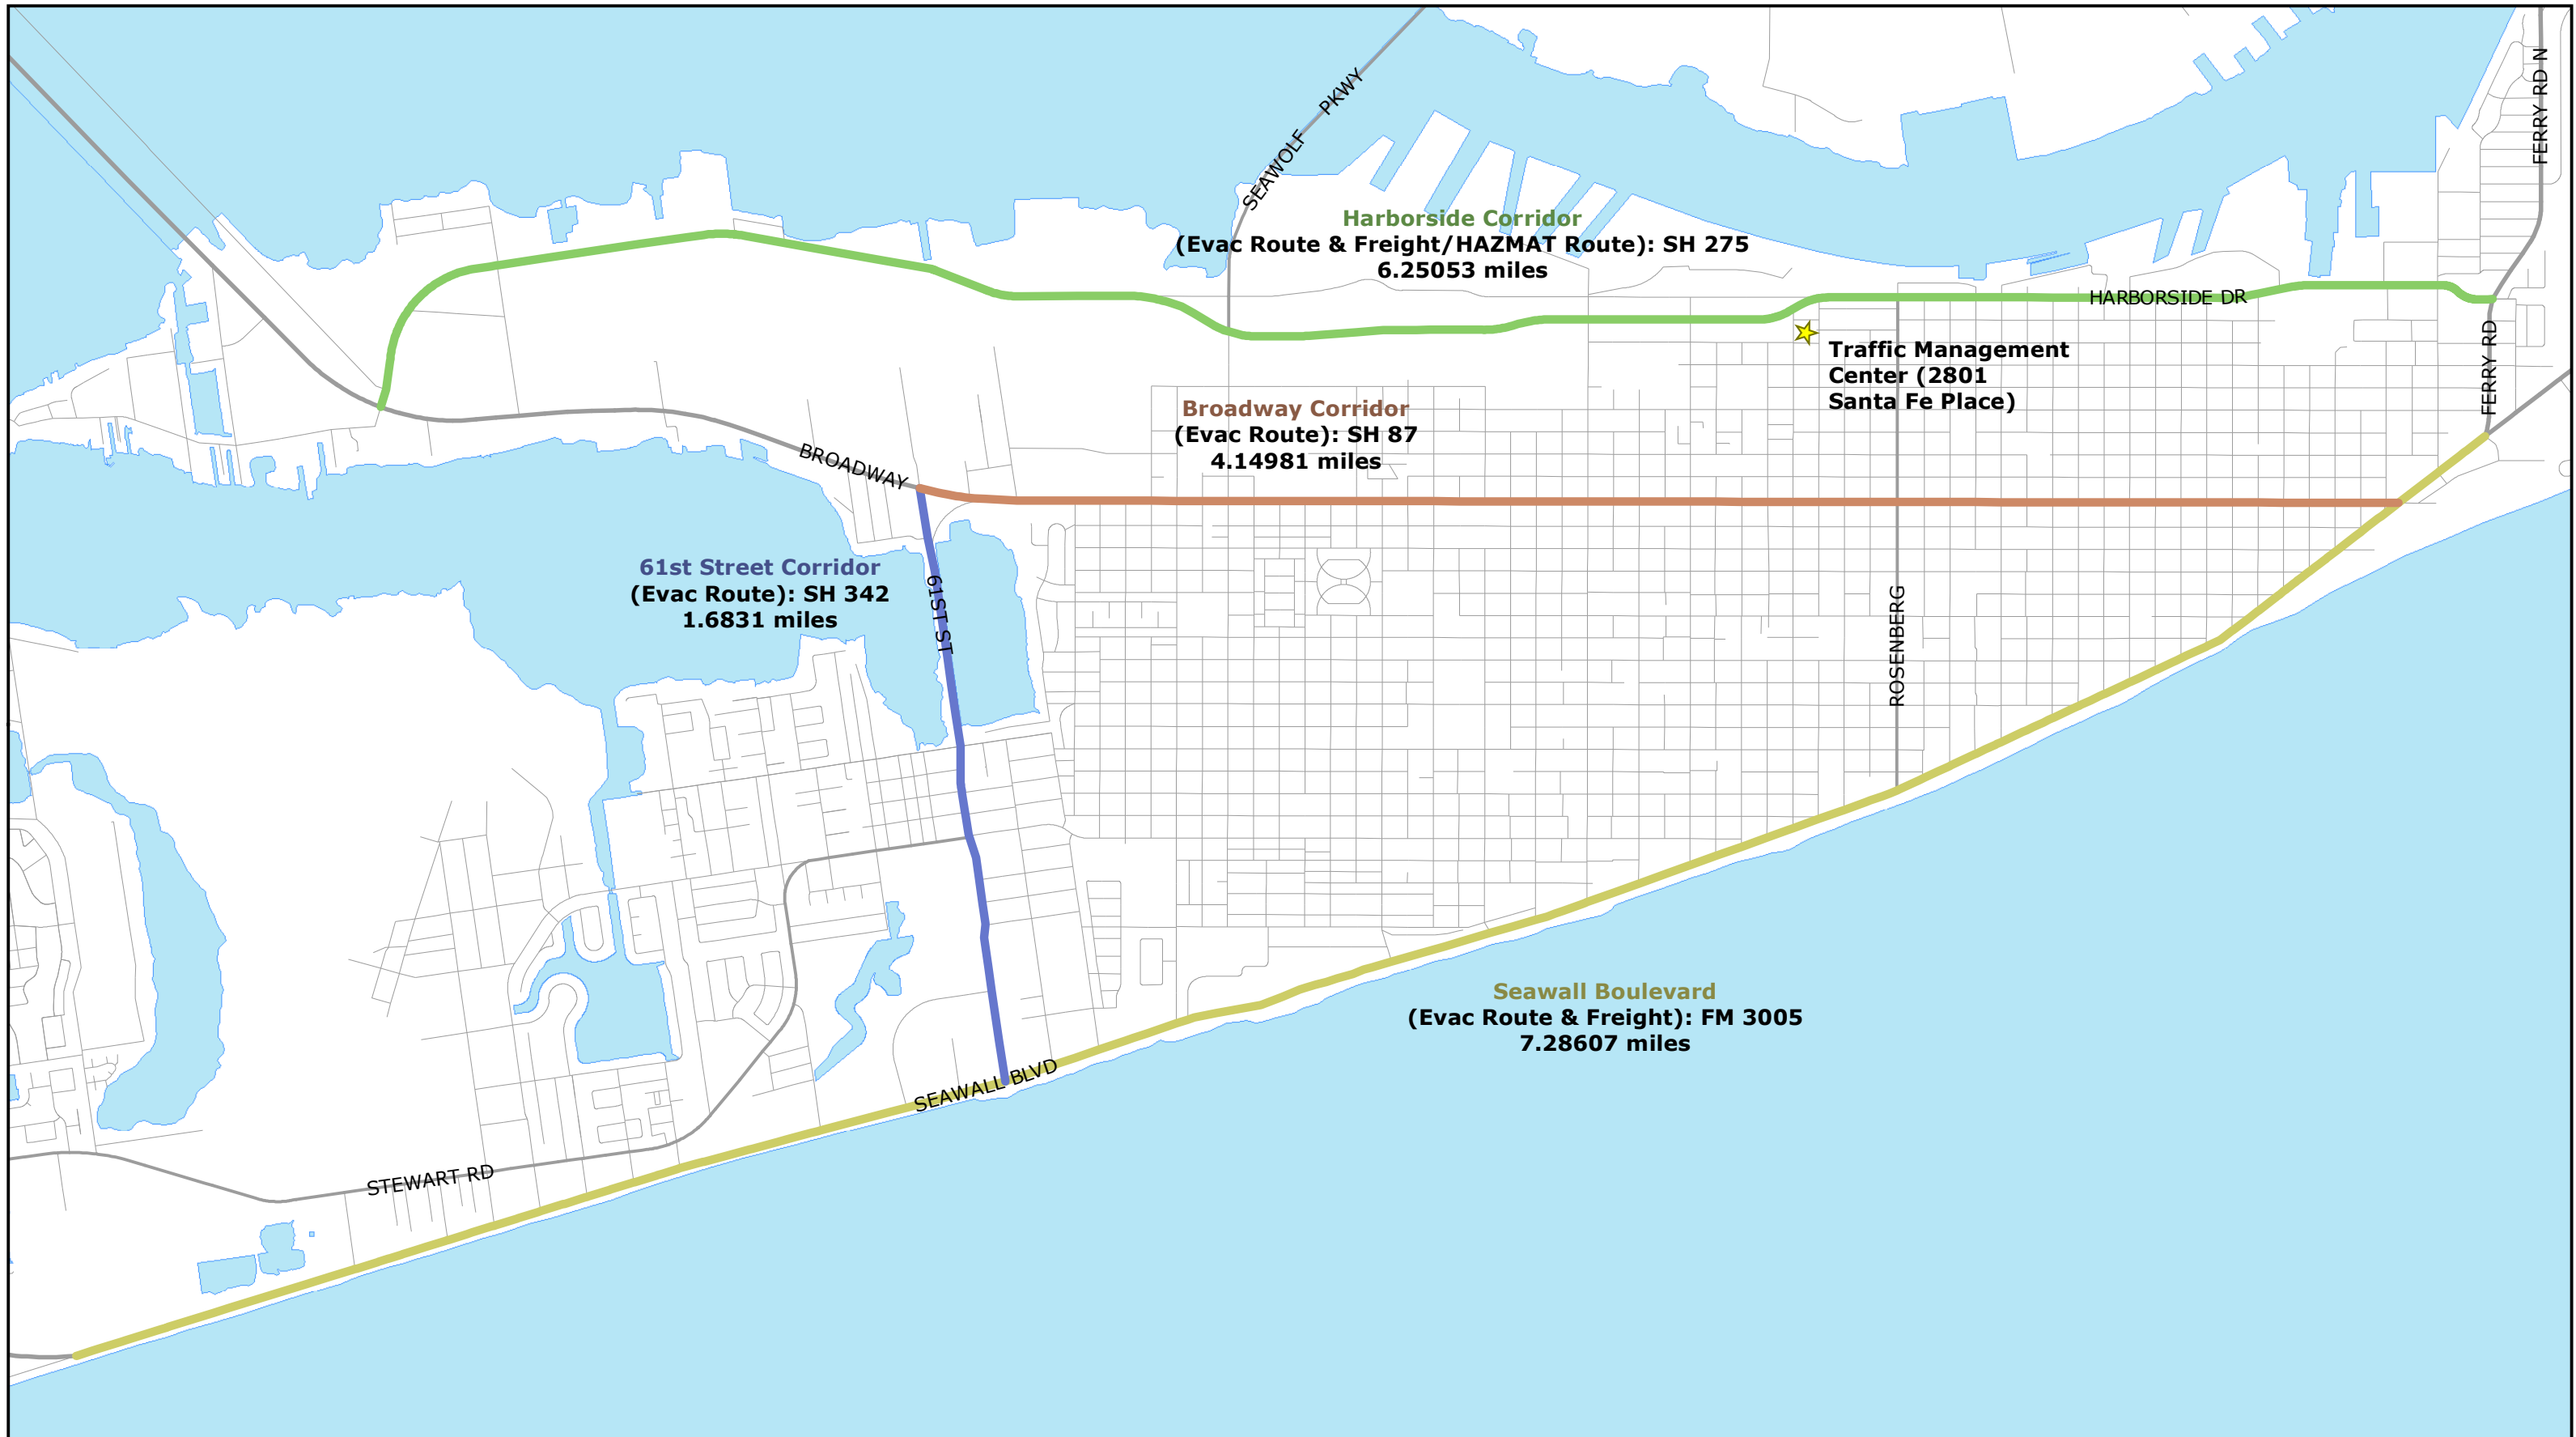 FERRY RD N
SEAWOLF PKWY
Harborside Corridor
(Evac Route & Freight/HAZMAT Route): SH 275
6.25053 miles
HARBORSIDE DR
Traffic Management
Center (2801
Santa Fe Place)
FERRY RD
Broadway Corridor
(Evac Route): SH 87
4.14981 miles
BROADWAY
61st Street Corridor
(Evac Route): SH 342
1.6831 miles
61ST ST
ROSENBERG
Seawall Boulevard
(Evac Route & Freight): FM 3005
7.28607 miles
SEAWALL BLVD
STEWART RD